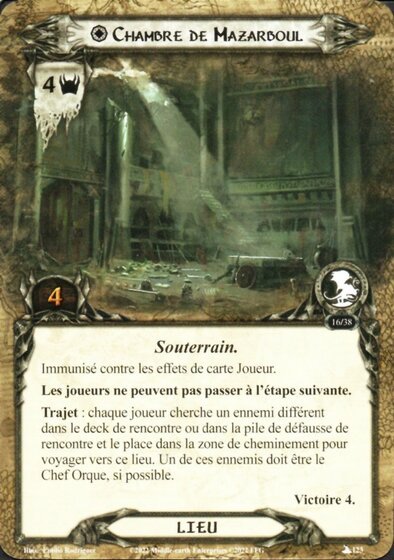 CHAMBRE DE MAZARBOUL
4
4
16/38
Souterrain.
Immunisé contre les effets de carte Joueur.
Les joueurs ne peuvent pas passer à l'étape suivante.
Trajet : chaque joueur cherche un ennemi différent
dans le deck de rencontre ou dans la pile de défausse de
rencontre et le place dans la zone de cheminement pour
voyager vers ce lieu. Un de ces ennemis doit être le
Chef Orque, si possible.
Victoire 4.
LIEU
Illus. Emilio Rodriguez
©2022 Middle-earth Enterprises ©2022 FFG
123